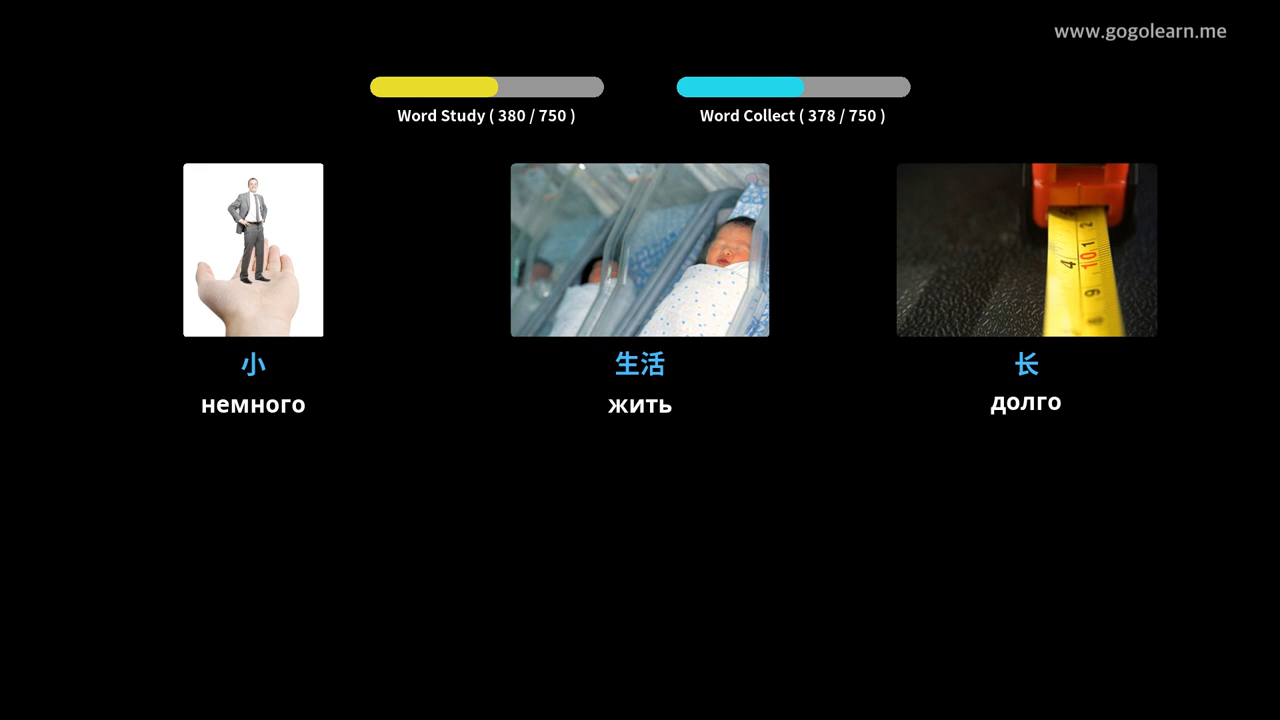 www.gogolearn.me
Word Study ( 380 / 750 )
Word Collect ( 378 / 750 )
小
生活
长
немного
жить
долго